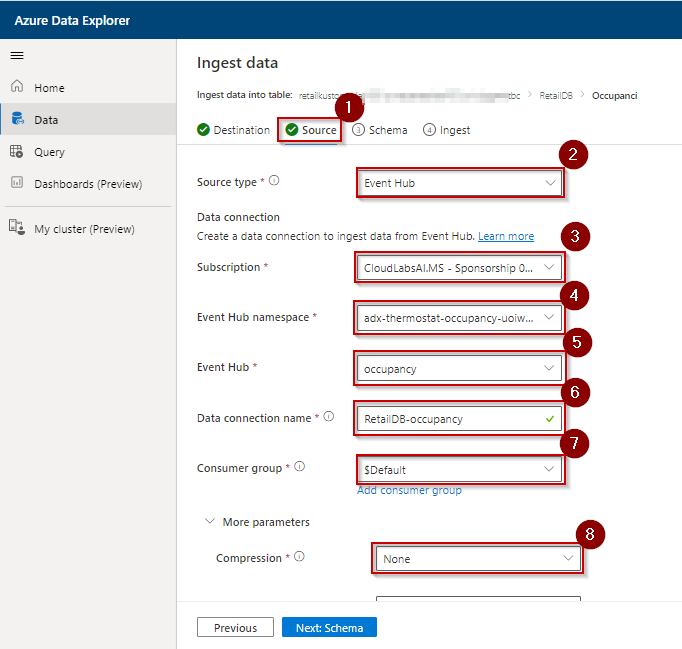 Azure Data Explorer
Ingest data
Home
Ingest data into table: retailkusto tbc > RetailDB > Occupanci
1
Data
Destination Source 3 Schema 4 Ingest
Query
2
Source type * Event Hub
Dashboards (Preview)
Data connection
My cluster (Preview)
Create a data connection to ingest data from Event Hub. Learn more
3
Subscription * CloudLabsAI.MS - Sponsorship 0...
4
Event Hub namespace * adx-thermostat-occupancy-uoiw...
5
Event Hub * occupancy
6
Data connection name * RetailDB-occupancy
7
Consumer group * $Default
Add consumer group
More parameters
8
Compression * None
Previous Next: Schema